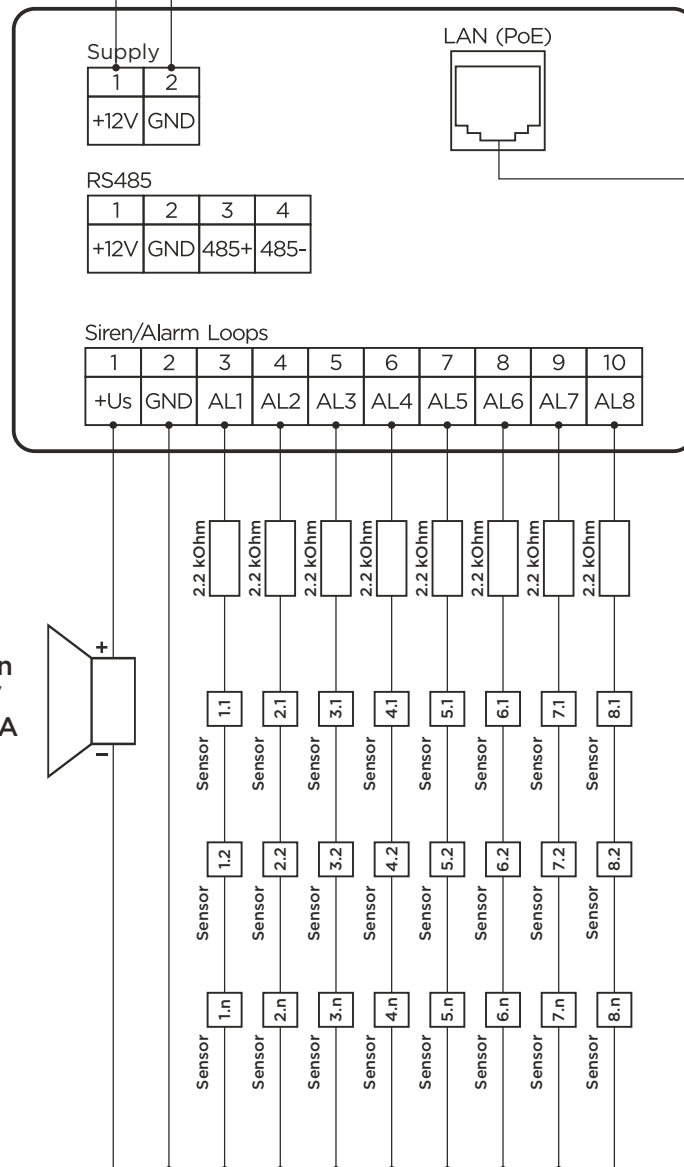 LAN (PoE)
Supply
1 2
+12V GND
RS485
1 2 3 4
+12V GND 485+ 485-
Siren/Alarm Loops
1 2 3 4 5 6 7 8 9 10
+Us GND AL1 AL2 AL3 AL4 AL5 AL6 AL7 AL8
2.2 kOhm 2.2 kOhm 2.2 kOhm 2.2 kOhm 2.2 kOhm 2.2 kOhm 2.2 kOhm 2.2 kOhm
+
n
A
–
1.1 2.1 3.1 4.1 5.1 6.1 7.1 8.1
Sensor Sensor Sensor Sensor Sensor Sensor Sensor Sensor
1.2 2.2 3.2 4.2 5.2 6.2 7.2 8.2
Sensor Sensor Sensor Sensor Sensor Sensor Sensor Sensor
1.n 2.n 3.n 4.n 5.n 6.n 7.n 8.n
Sensor Sensor Sensor Sensor Sensor Sensor Sensor Sensor